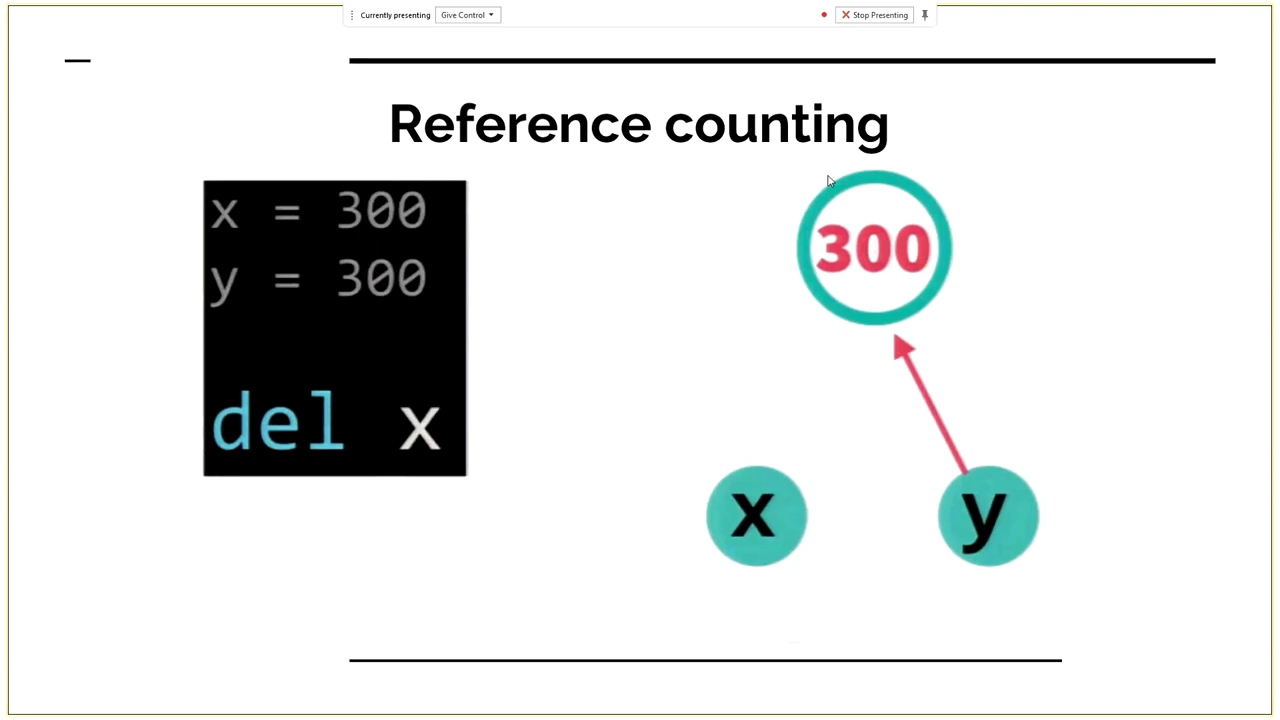 Currently presenting Give Control Stop Presenting
Reference counting
x = 300
y = 300
del x
300
x y